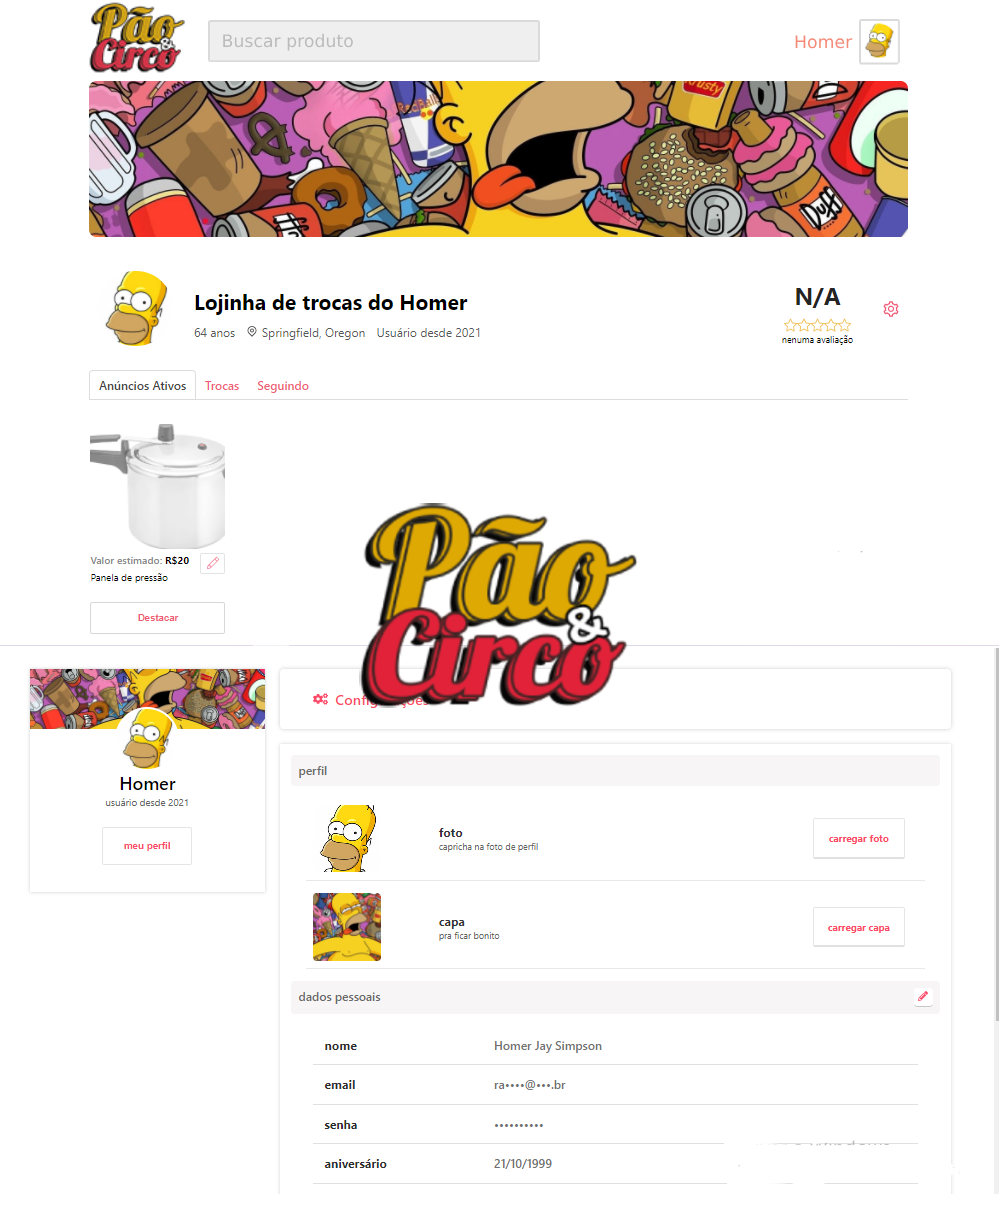 Pão
& Circo
Buscar produto
Homer
RedBull
Krusty
Duff
Lojinha de trocas do Homer
64 anos Springfield, Oregon Usuário desde 2021
N/A
nenuma avaliação
Anúncios Ativos Trocas Seguindo
Valor estimado: R$20
Panela de pressão
Destacar
Pão
& Circo
Homer
usuário desde 2021
meu perfil
perfil
foto
capricha na foto de perfil
carregar foto
capa
pra ficar bonito
carregar capa
dados pessoais
nome Homer Jay Simpson
email ra••••@•••.br
senha ••••••••••
aniversário 21/10/1999